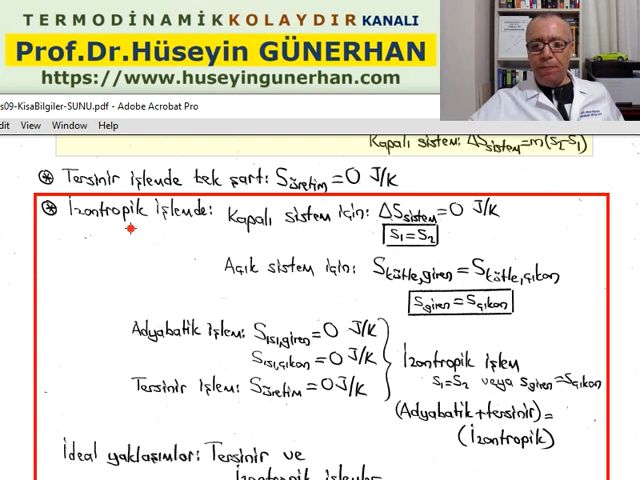 TERMODİNAMİKKOLAYDIR KANALI
Prof.Dr.Hüseyin GÜNERHAN
https://www.huseyingunerhan.com
s09-KisaBilgiler-SUNU.pdf - Adobe Acrobat Pro
dit View Window Help
Kapalı sistem: ΔSsistem=m(s2-s1)
⊛ Tersinir işlemde tek şart: Süretim=0 J/K
⊛ İzontropik işlemde: Kapalı sistem için: ΔSsistem=0 J/K
s1=s2
Açık sistem için: Skütle,giren=Skütle,çıkan
sgiren=sçıkan
Adyabatik işlem: Sısı,giren=0 J/K
Sısı,çıkan=0 J/K
Tersinir işlem: Süretim=0 J/K
İzontropik işlem
s1=s2 veya sgiren=sçıkan
(Adyabatik+tersinir)=
(İzontropik)
İdeal yaklaşımlar: Tersinir ve
İzontropik işlemler